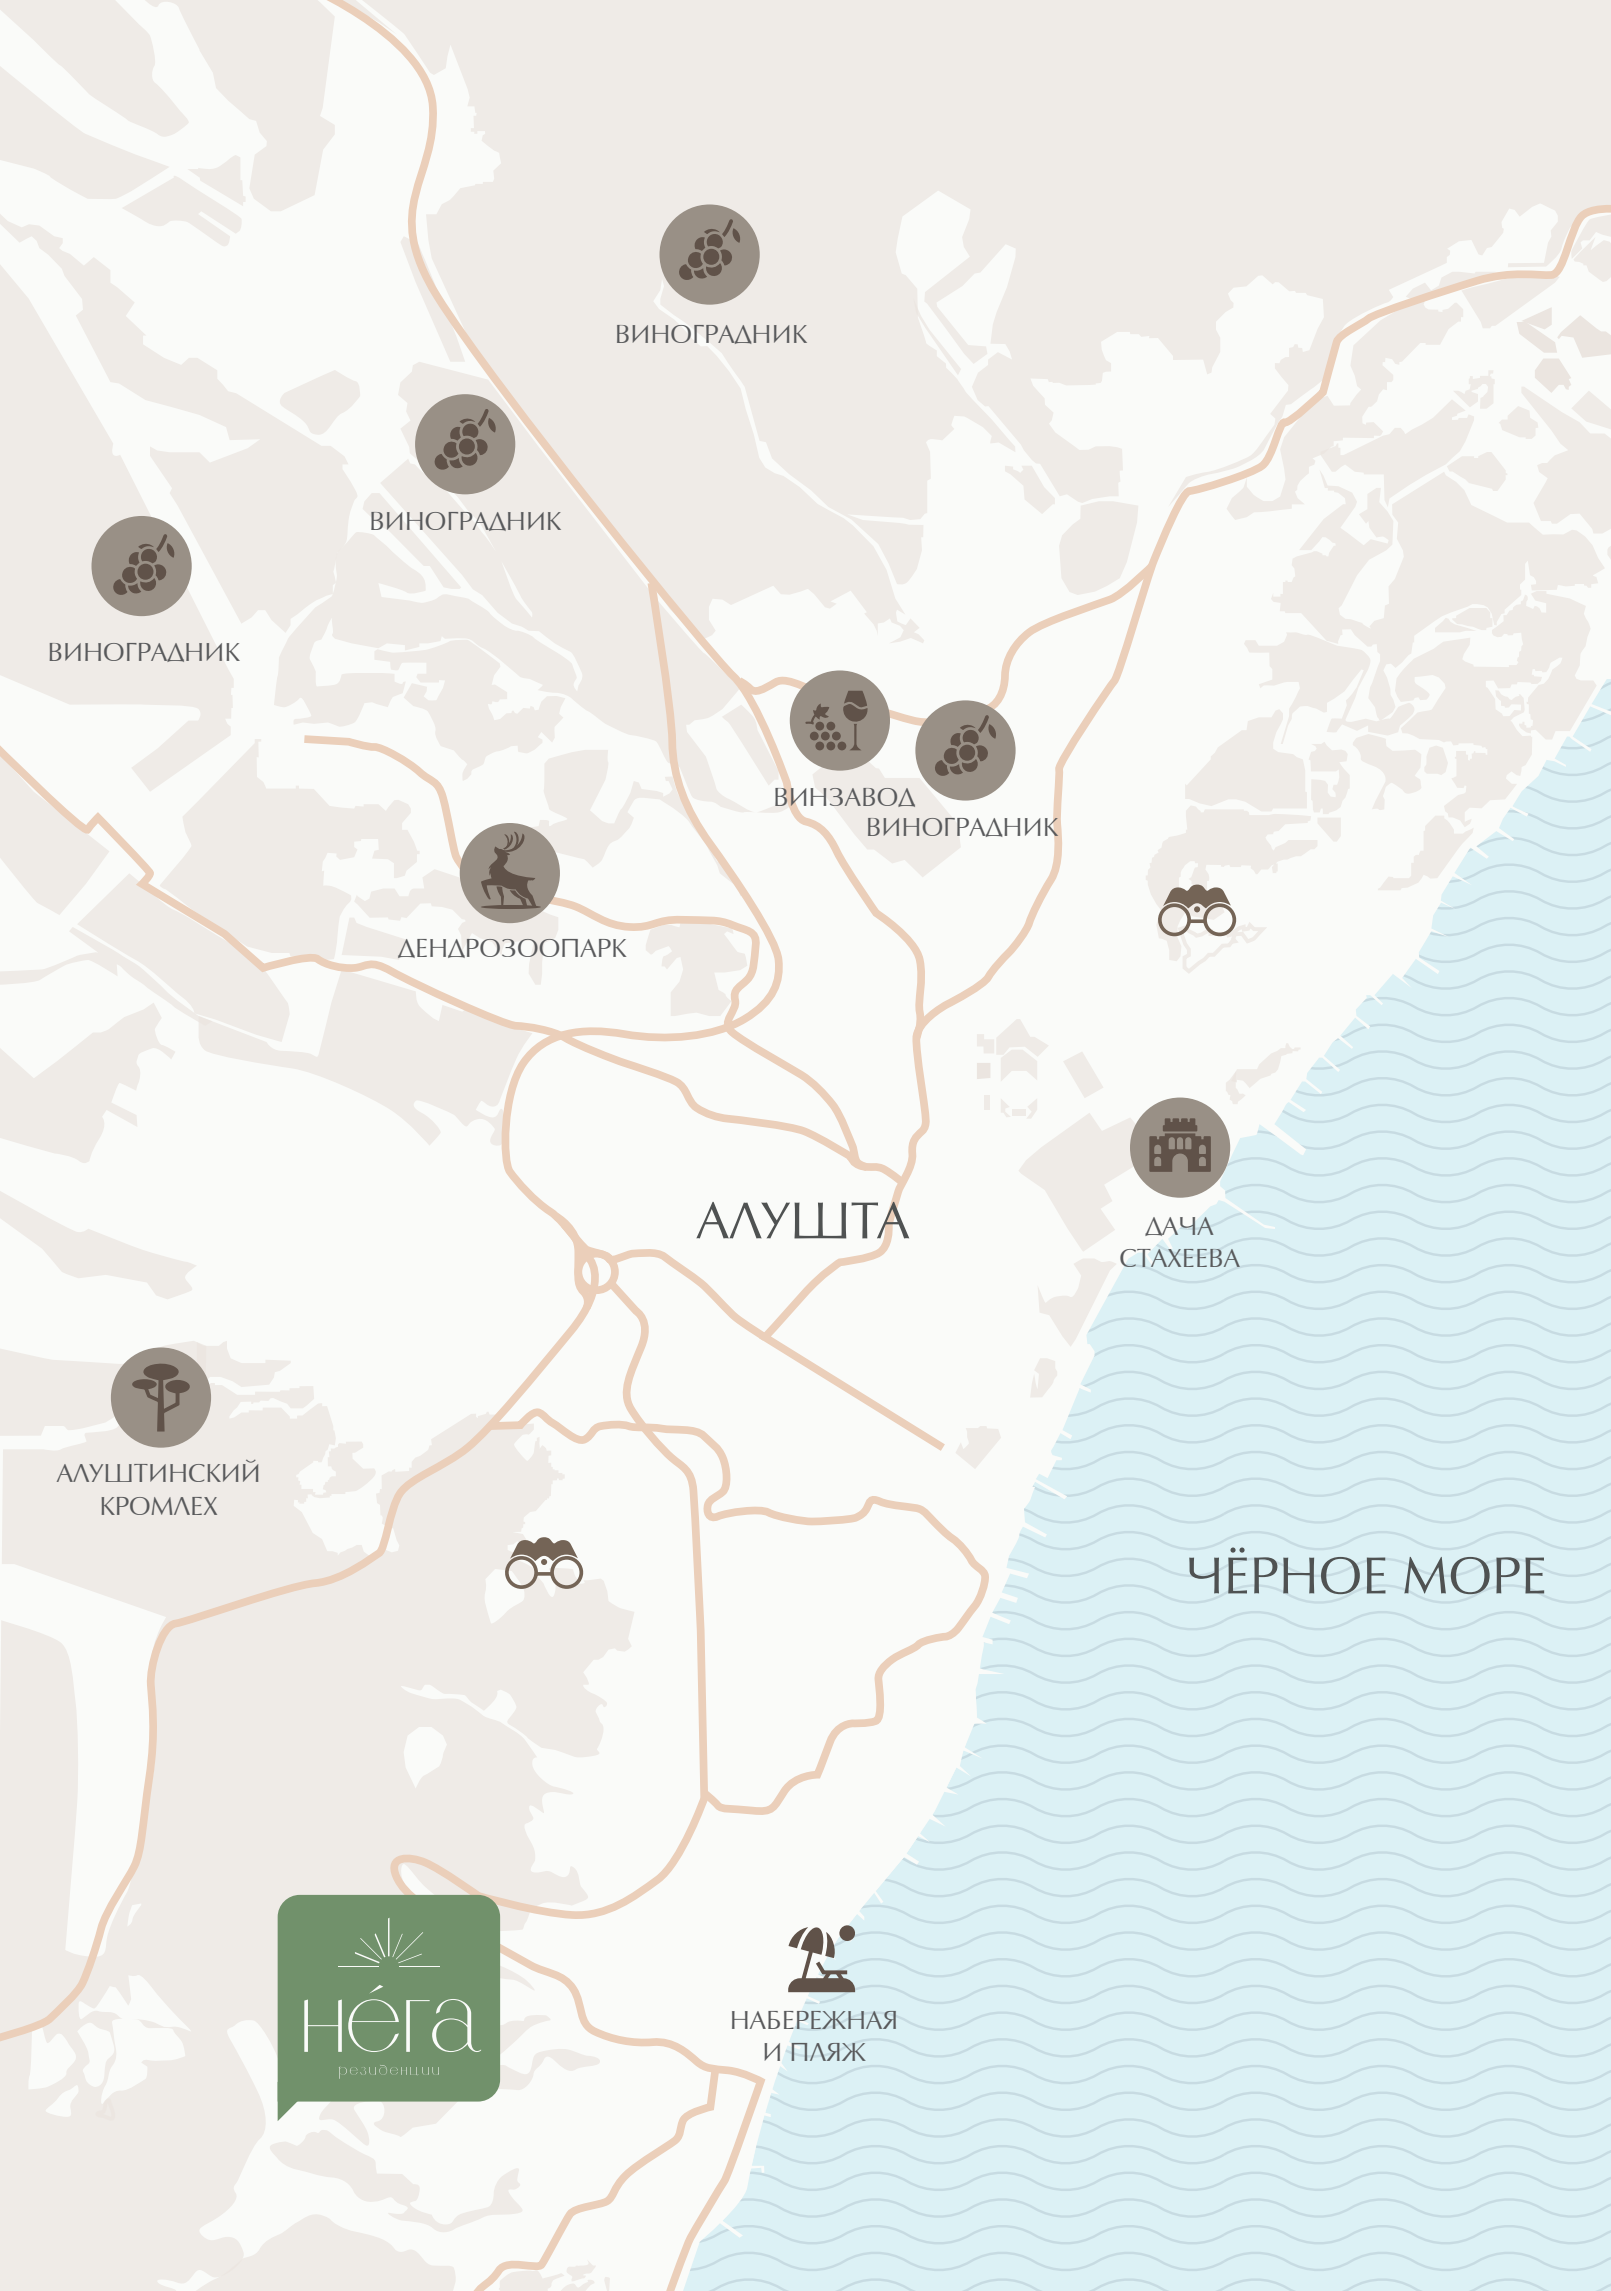 ВИНОГРАДНИК
ВИНОГРАДНИК
ВИНОГРАДНИК
ВИНЗАВОД
ВИНОГРАДНИК
ДЕНДРОЗООПАРК
АЛУШТА
ДАЧА
СТАХЕЕВА
АЛУШТИНСКИЙ
КРОМЛЕХ
ЧЁРНОЕ МОРЕ
не́га
резиденции
НАБЕРЕЖНАЯ
И ПЛЯЖ